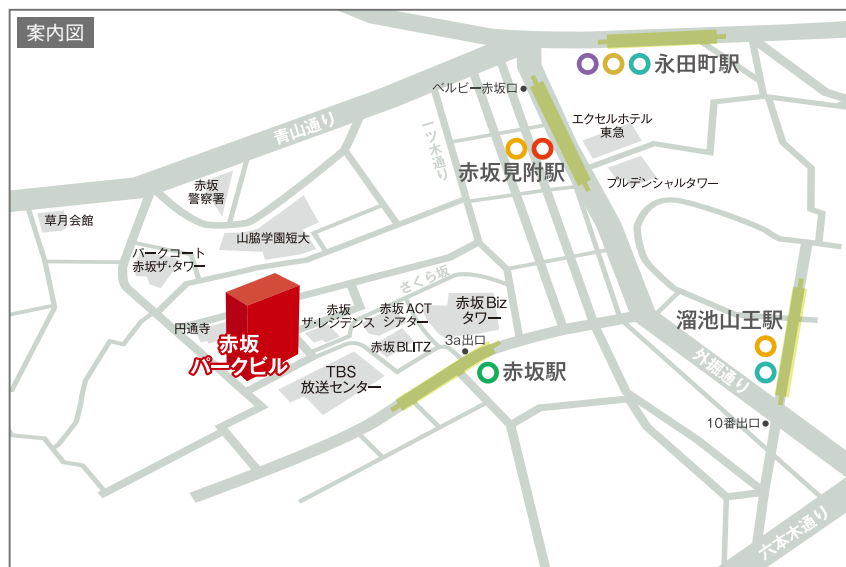 案内図
永田町駅
ベルビー赤坂口
エクセルホテル
東急
青山通り
一ツ木通り
赤坂見附駅
プルデンシャルタワー
赤坂
警察署
草月会館
山脇学園短大
パークコート
赤坂ザ・タワー
さくら坂
赤坂
ザ・レジデンス
赤坂ACT
シアター
赤坂Biz
タワー
円通寺
赤坂
パークビル
赤坂BLITZ
3a出口
TBS
放送センター
赤坂駅
溜池山王駅
外掘通り
10番出口
六本木通り